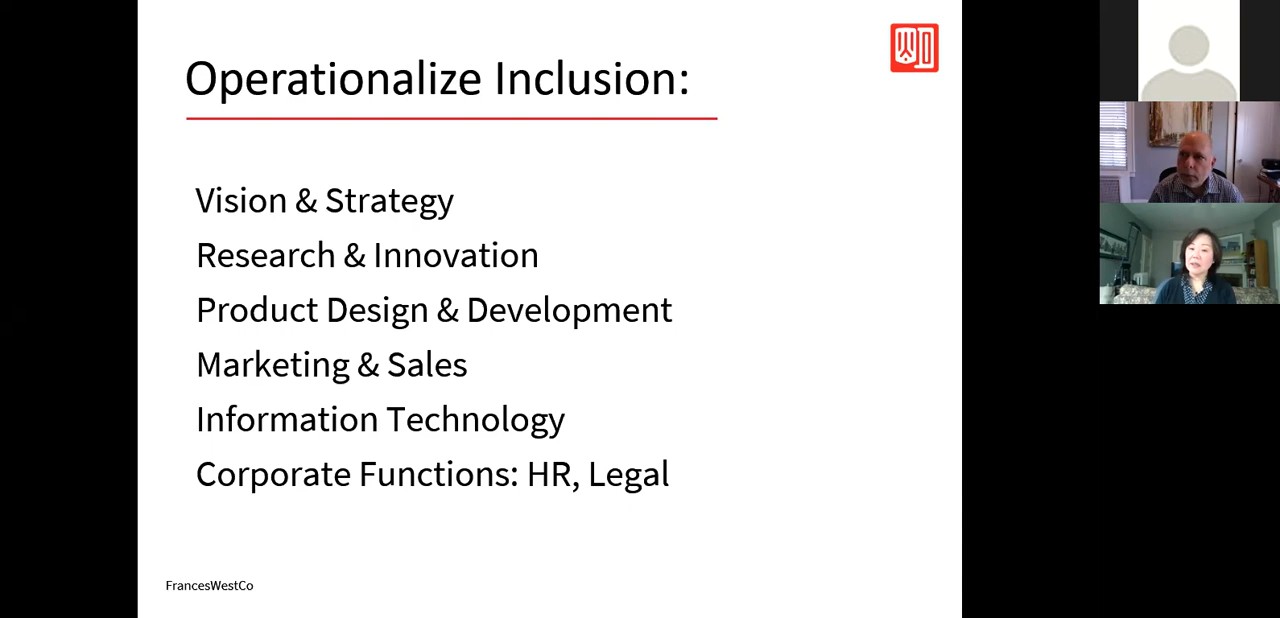 Operationalize Inclusion:
Vision & Strategy
Research & Innovation
Product Design & Development
Marketing & Sales
Information Technology
Corporate Functions: HR, Legal
FrancesWestCo